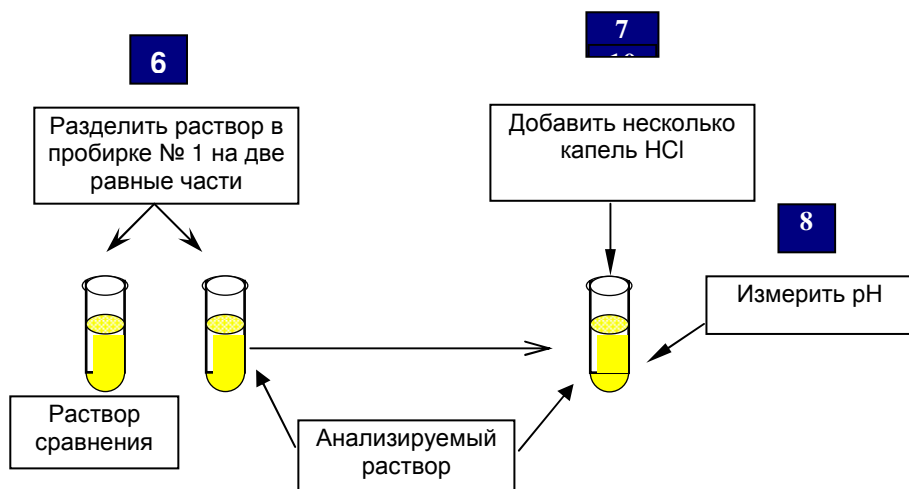 6
7
Разделить раствор в
пробирке № 1 на две
равные части
Добавить несколько
капель HCl
8
Измерить pH
Раствор
сравнения
Анализируемый
раствор